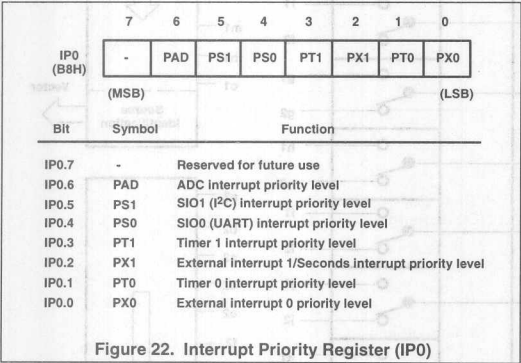 7 6 5 4 3 2 1 0
IP0 (B8H) - PAD PS1 PS0 PT1 PX1 PT0 PX0
(MSB) (LSB)
Bit Symbol Function
IP0.7 - Reserved for future use
IP0.6 PAD ADC interrupt priority level
IP0.5 PS1 SIO1 (I²C) interrupt priority level
IP0.4 PS0 SIO0 (UART) interrupt priority level
IP0.3 PT1 Timer 1 interrupt priority level
IP0.2 PX1 External interrupt 1/Seconds interrupt priority level
IP0.1 PT0 Timer 0 interrupt priority level
IP0.0 PX0 External interrupt 0 priority level
Figure 22. Interrupt Priority Register (IP0)